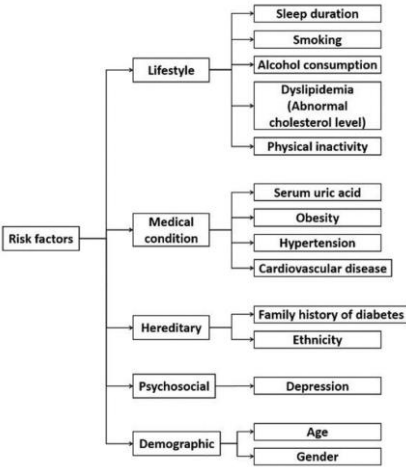 Sleep duration
Smoking
Lifestyle
Alcohol consumption
Dyslipidemia
(Abnormal
cholesterol level)
Physical inactivity
Serum uric acid
Medical
condition
Obesity
Risk factors
Hypertension
Cardiovascular disease
Hereditary
Family history of diabetes
Ethnicity
Psychosocial
Depression
Demographic
Age
Gender